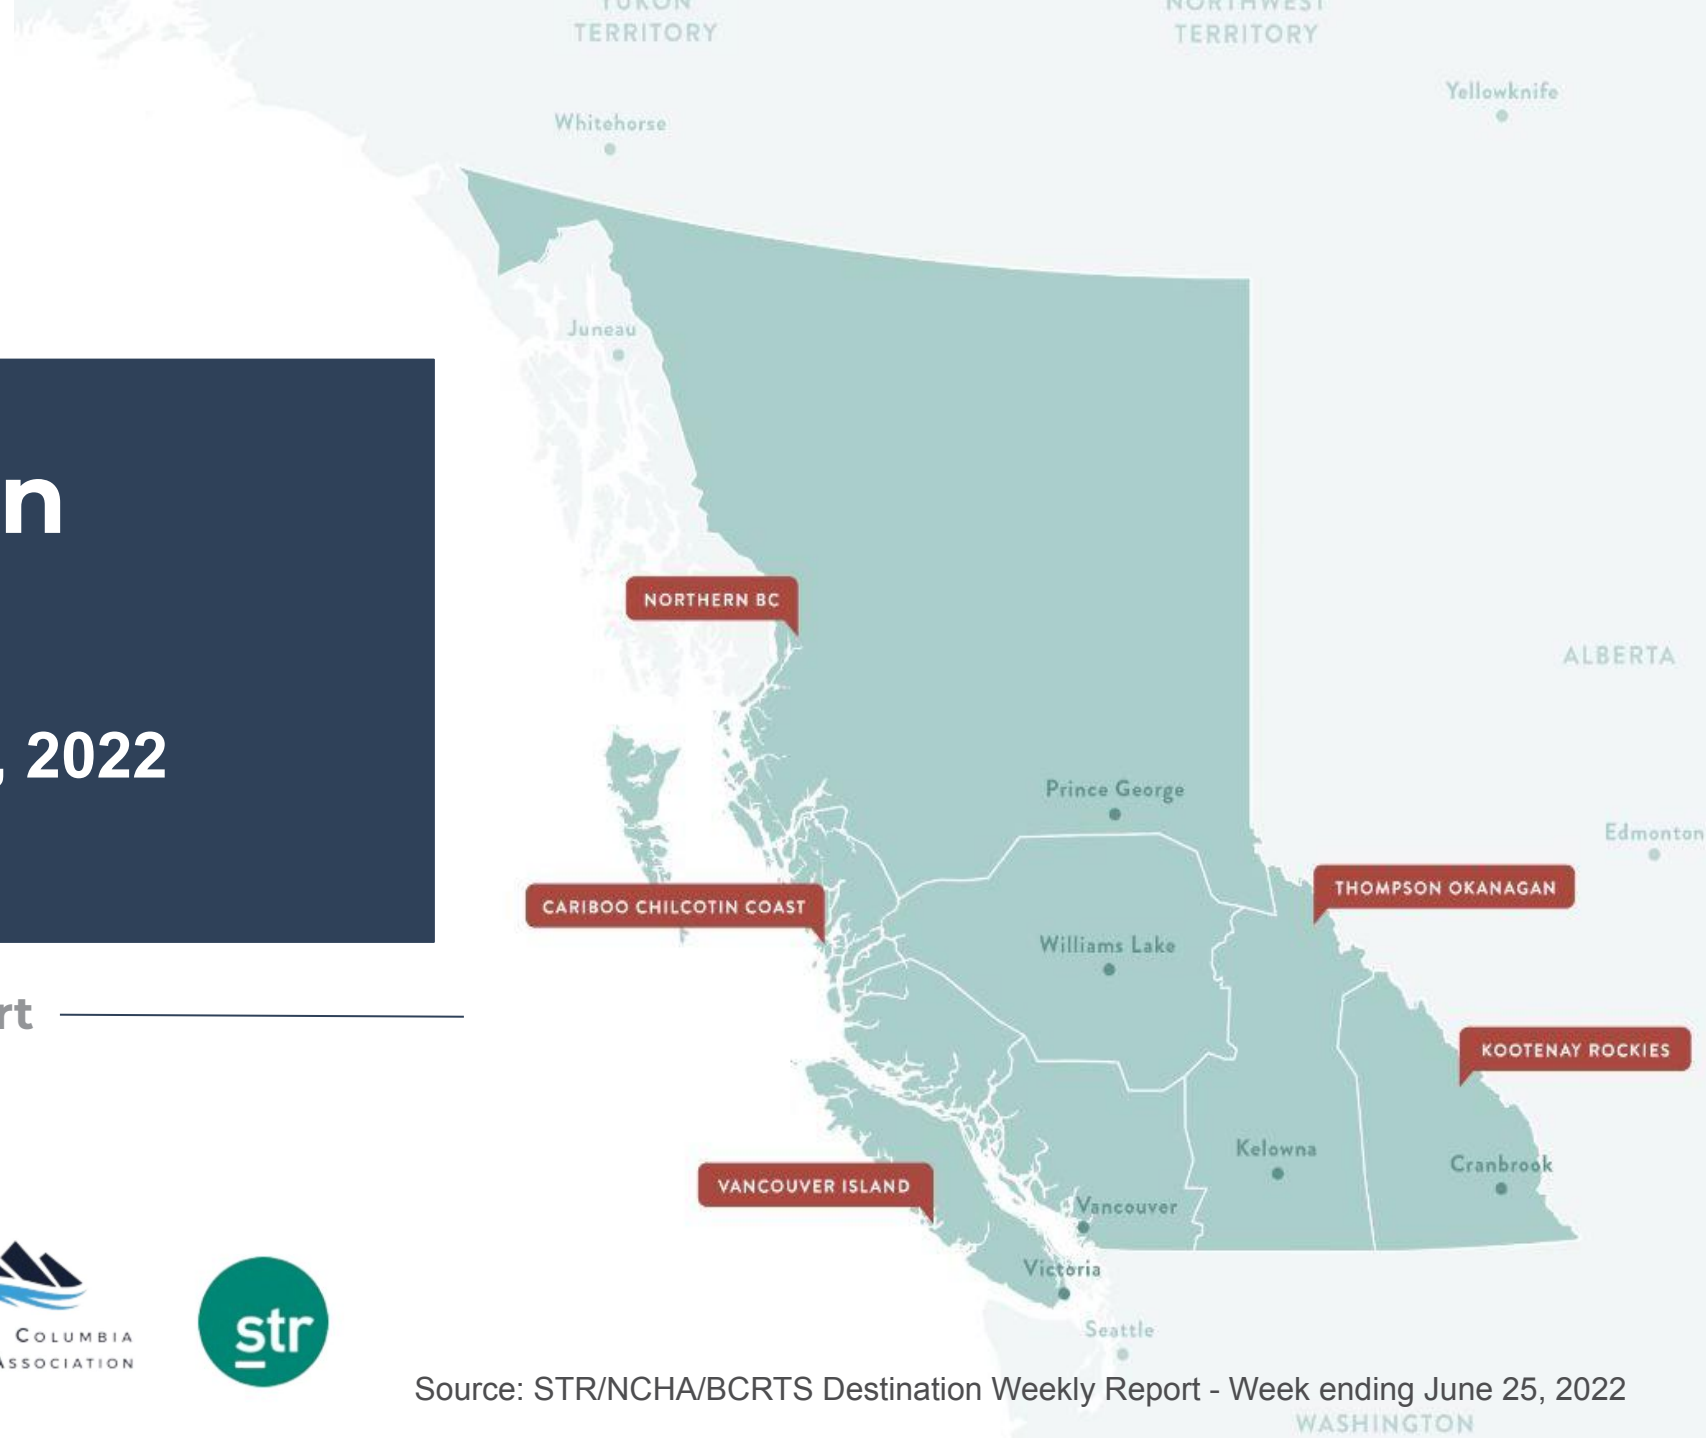 YUKON
TERRITORY
NORTHWEST
TERRITORY
Yellowknife
Whitehorse
Juneau
n
NORTHERN BC
ALBERTA
, 2022
Prince George
Edmonton
THOMPSON OKANAGAN
CARIBOO CHILCOTIN COAST
Williams Lake
rt
KOOTENAY ROCKIES
Kelowna
Cranbrook
VANCOUVER ISLAND
Vancouver
Victoria
COLUMBIA
ASSOCIATION
str
Seattle
Source: STR/NCHA/BCRTS Destination Weekly Report - Week ending June 25, 2022
WASHINGTON